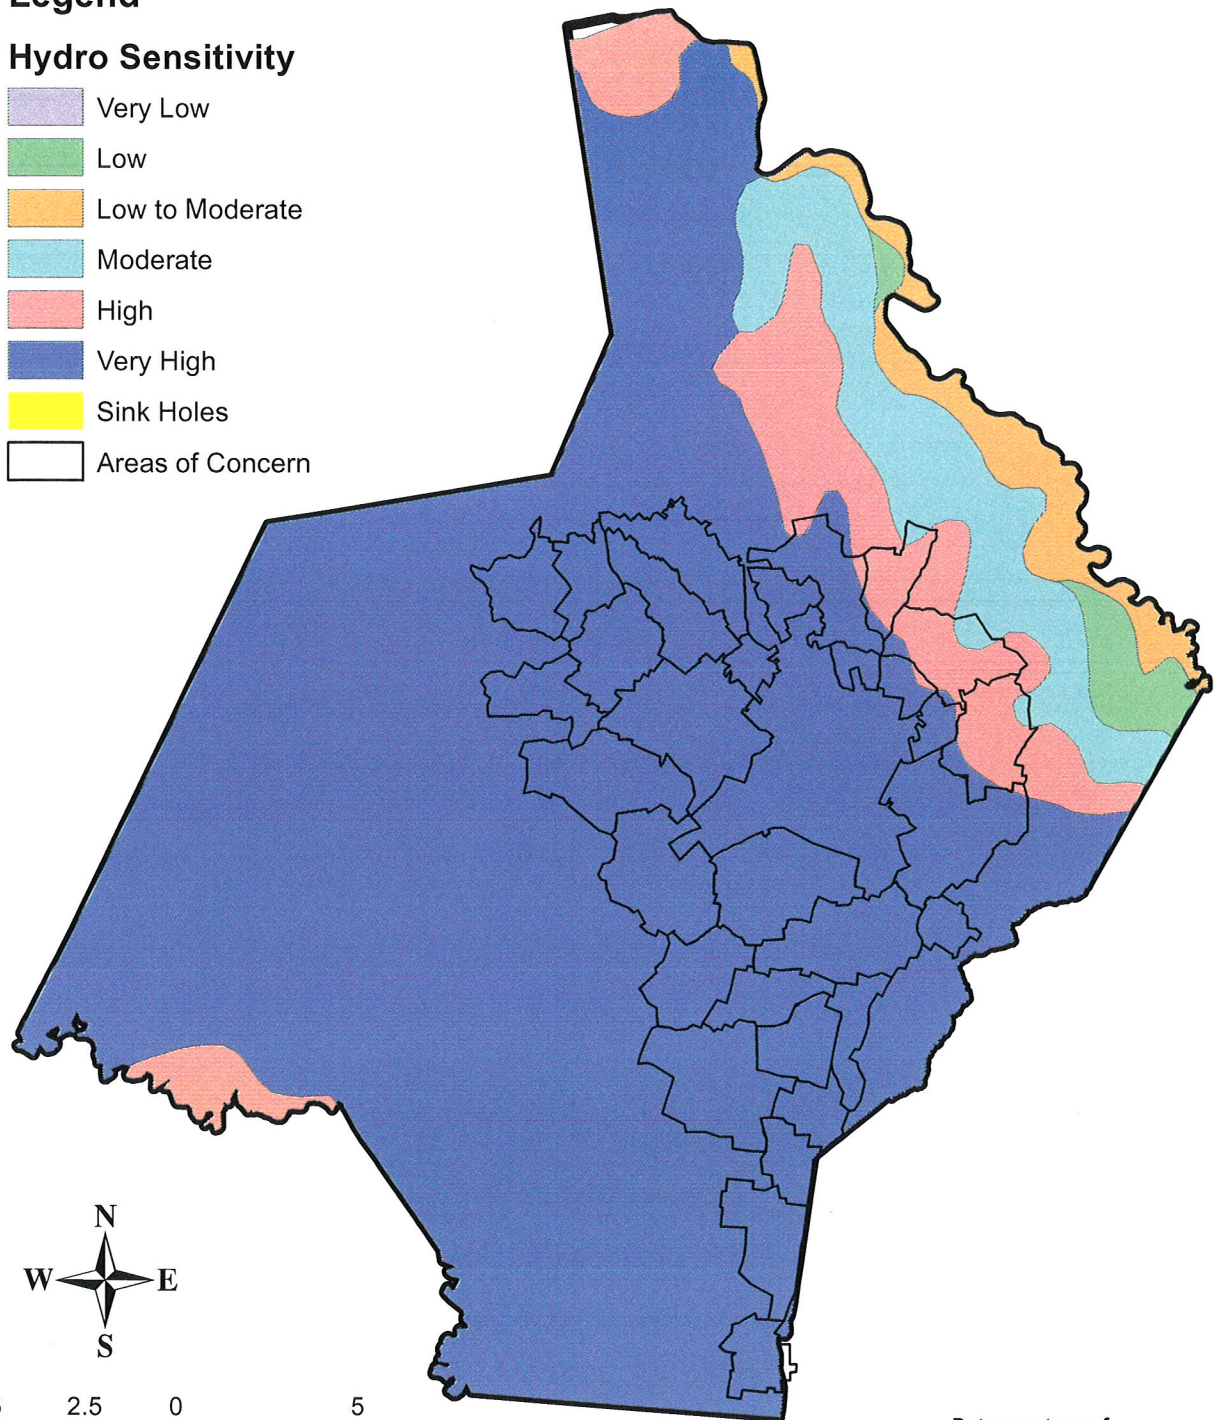 Legend
Hydro Sensitivity
Very Low
Low
Low to Moderate
Moderate
High
Very High
Sink Holes
Areas of Concern
N
W E
S
2.5 0 5